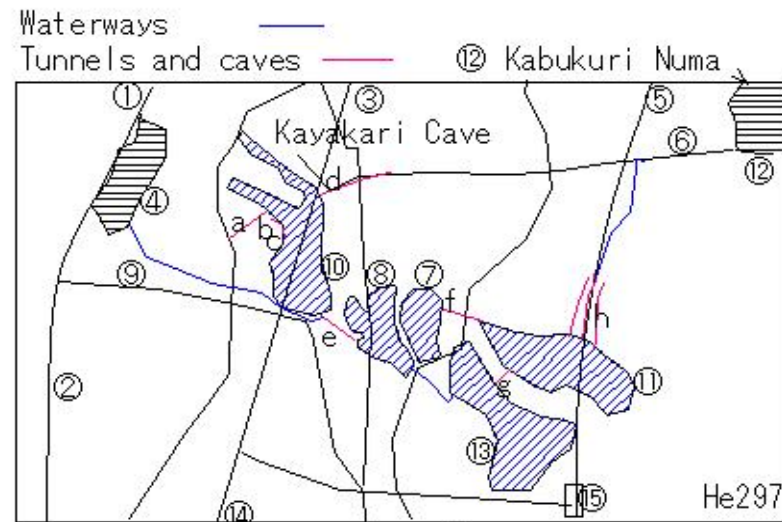 Waterways
Tunnels and caves ⑫ Kabukuri Numa
① ③ ⑤
Kayakari Cave ⑥
d ⑫
④
a b
c
⑨ ⑩ ⑧ ⑦
f h
e
② g ⑪
⑬
⑭ ⑮ He297